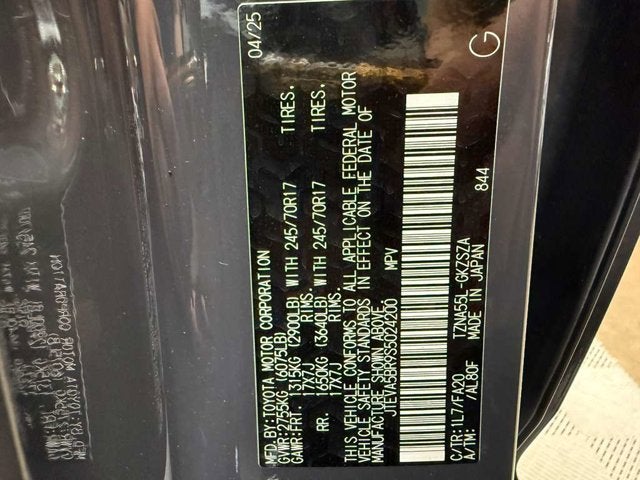 MFD.BY:TOYOTA MOTOR CORPORATION 04/25
GVWR:2755KG (6075LB)
GAWR:FRT. 1315KG (2900LB) WITH 245/70R17 TIRES.
17X7J RIMS
RR. 1650KG (3640LB) WITH 245/70R17 TIRES.
17X7J RIMS
THIS VEHICLE CONFORMS TO ALL APPLICABLE FEDERAL MOTOR
VEHICLE SAFETY STANDARDS IN EFFECT ON THE DATE OF
MANUFACTURE SHOWN ABOVE.
JTEVA5BR9S5024200 MPV
C/TR:1L7/FA20 TZNA55L-GKZSZA
A/TM: /AL80F MADE IN JAPAN
844
G